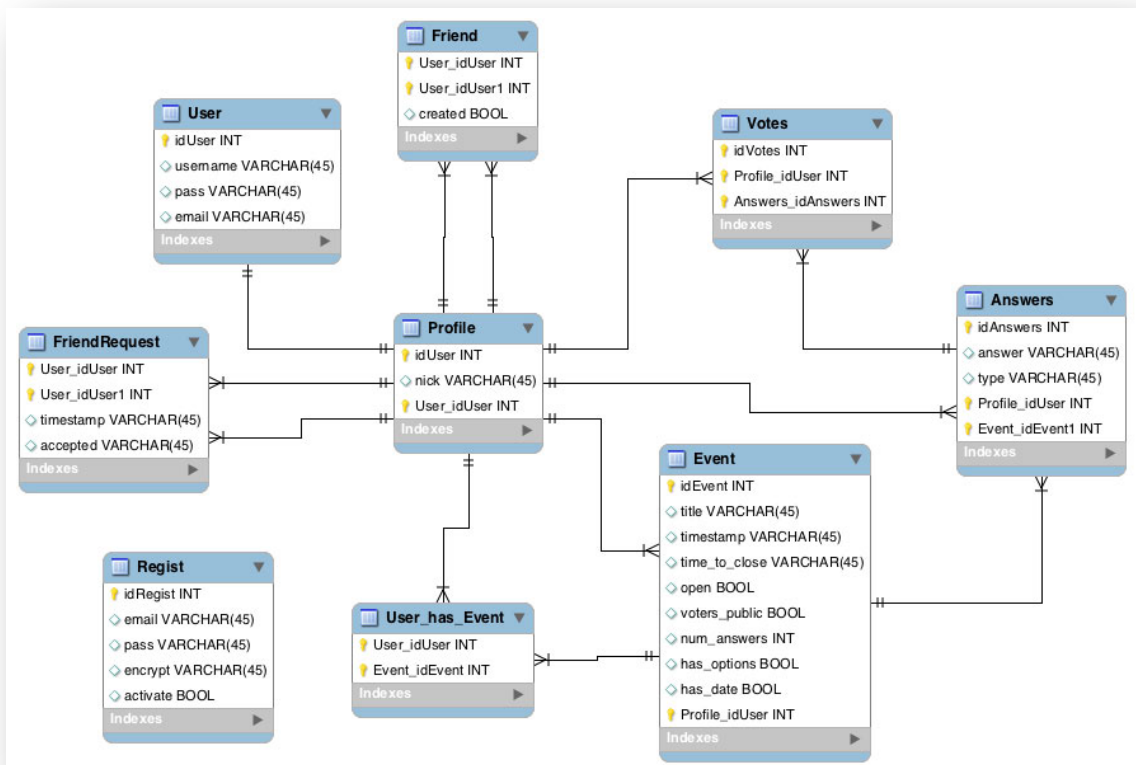 Friend
User_idUser INT
User_idUser1 INT
created BOOL
Indexes
User
idUser INT
username VARCHAR(45)
pass VARCHAR(45)
email VARCHAR(45)
Indexes
Votes
idVotes INT
Profile_idUser INT
Answers_idAnswers INT
Indexes
FriendRequest
User_idUser INT
User_idUser1 INT
timestamp VARCHAR(45)
accepted VARCHAR(45)
Indexes
Profile
idUser INT
nick VARCHAR(45)
User_idUser INT
Indexes
Answers
idAnswers INT
answer VARCHAR(45)
type VARCHAR(45)
Profile_idUser INT
Event_idEvent1 INT
Indexes
Event
idEvent INT
title VARCHAR(45)
timestamp VARCHAR(45)
time_to_close VARCHAR(45)
open BOOL
voters_public BOOL
num_answers INT
has_options BOOL
has_date BOOL
Profile_idUser INT
Indexes
Regist
idRegist INT
email VARCHAR(45)
pass VARCHAR(45)
encrypt VARCHAR(45)
activate BOOL
Indexes
User_has_Event
User_idUser INT
Event_idEvent INT
Indexes